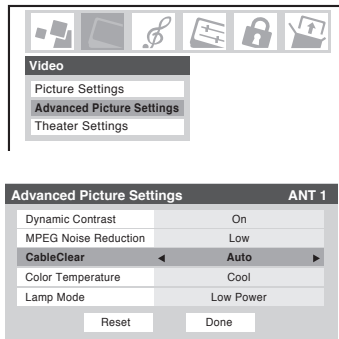 Video
Picture Settings
Advanced Picture Settings
Theater Settings
Advanced Picture Settings ANT 1
Dynamic Contrast On
MPEG Noise Reduction Low
CableClear Auto
Color Temperature Cool
Lamp Mode Low Power
Reset Done